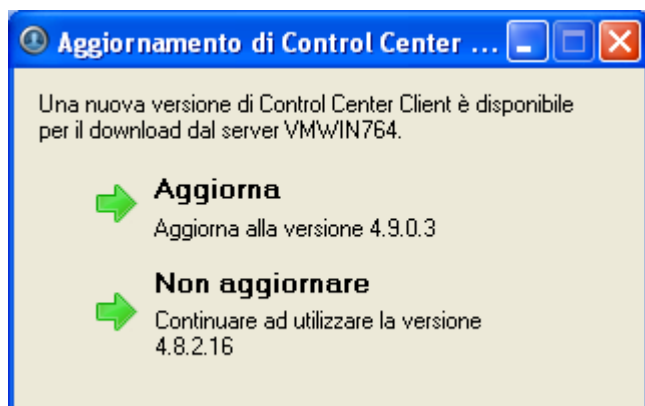 Aggiornamento di Control Center ...
Una nuova versione di Control Center Client è disponibile
per il download dal server VMWIN764.
Aggiorna
Aggiorna alla versione 4.9.0.3
Non aggiornare
Continuare ad utilizzare la versione
4.8.2.16